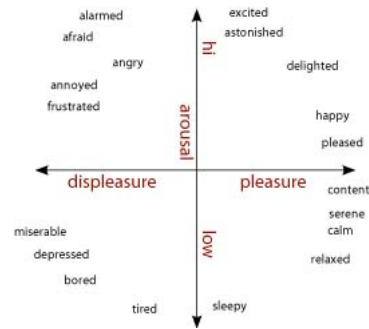 alarmed
excited
afraid
astonished
hi
angry
delighted
annoyed
frustrated
arousal
happy
pleased
displeasure
pleasure
content
miserable
low
serene
calm
depressed
relaxed
bored
tired
sleepy